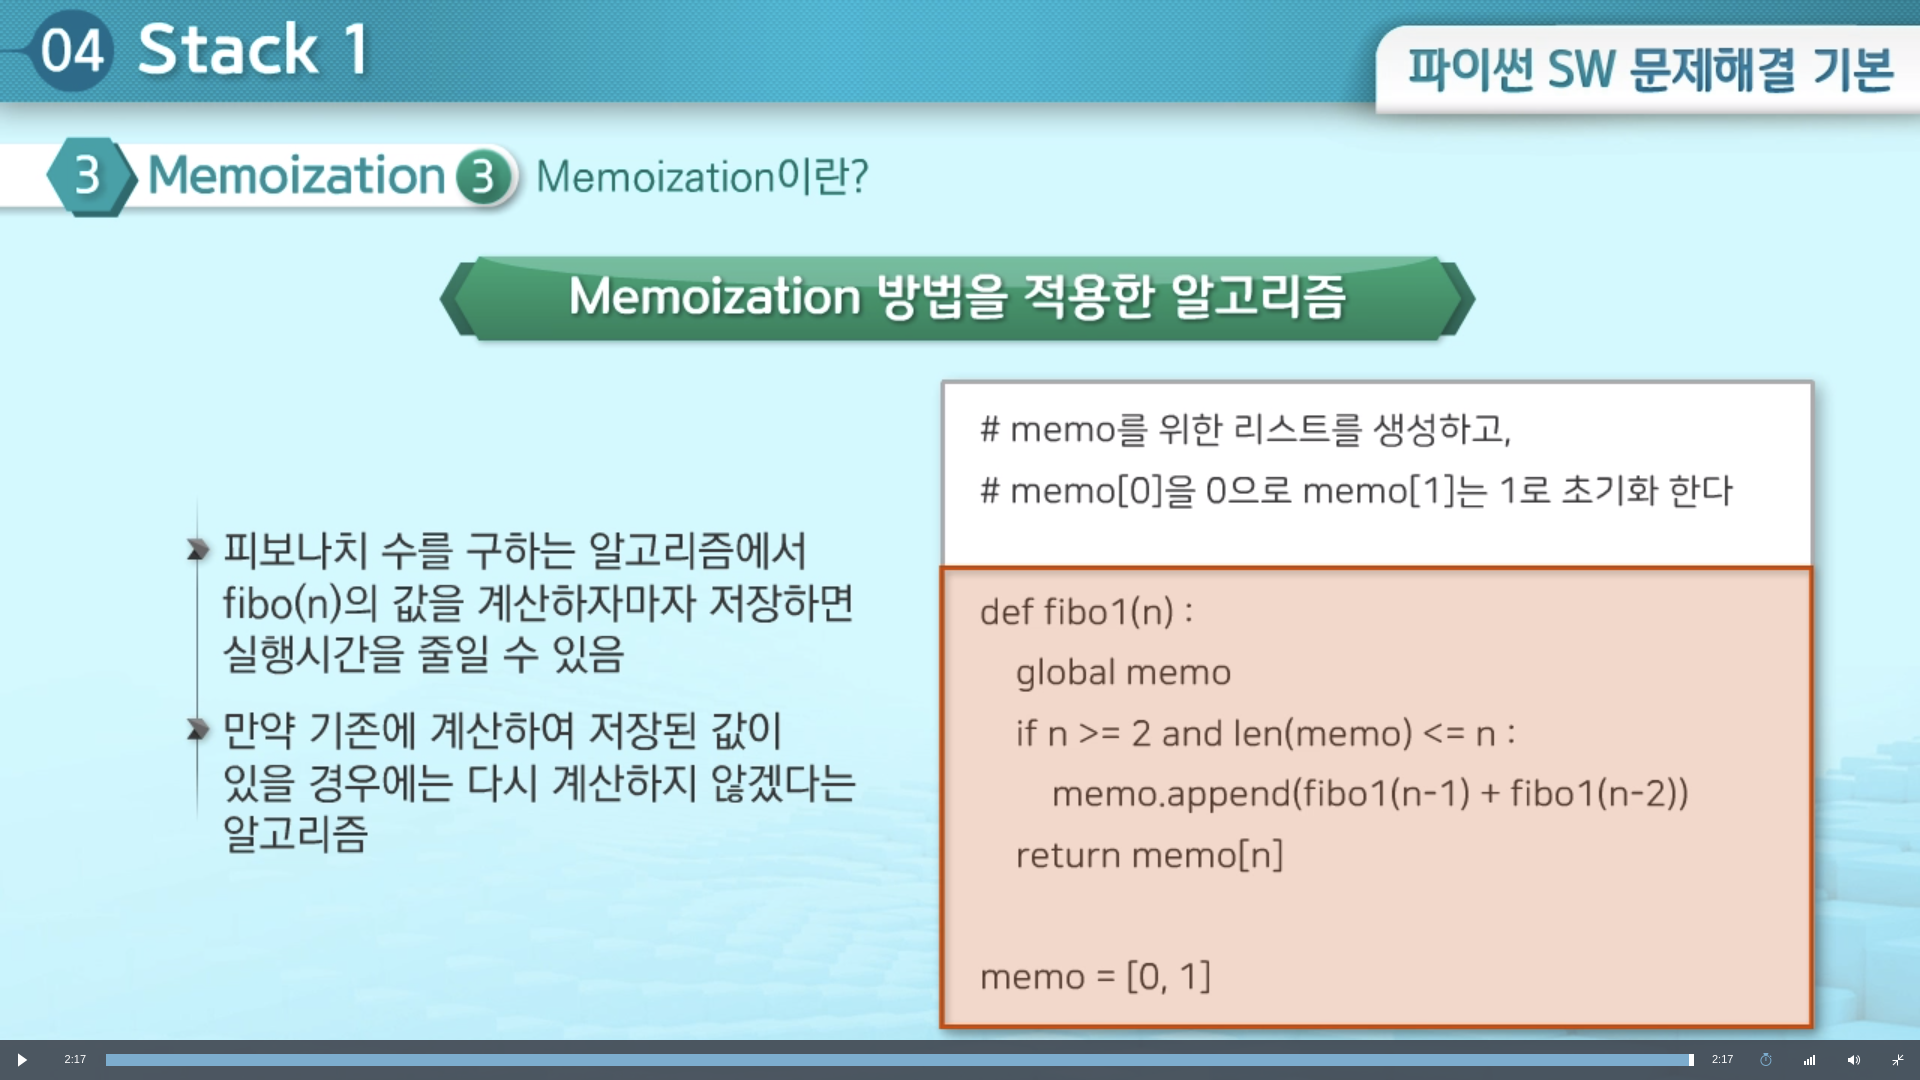 04 Stack 1
파이썬 SW 문제해결 기본
3 Memoization 3 Memoization이란?
Memoization 방법을 적용한 알고리즘
피보나치 수를 구하는 알고리즘에서
fibo(n)의 값을 계산하자마자 저장하면
실행시간을 줄일 수 있음
만약 기존에 계산하여 저장된 값이
있을 경우에는 다시 계산하지 않겠다는
알고리즘
# memo를 위한 리스트를 생성하고,
# memo[0]을 0으로 memo[1]는 1로 초기화 한다
def fibo1(n) :
global memo
if n >= 2 and len(memo) <= n :
memo.append(fibo1(n-1) + fibo1(n-2))
return memo[n]
memo = [0, 1]
2:17
2:17